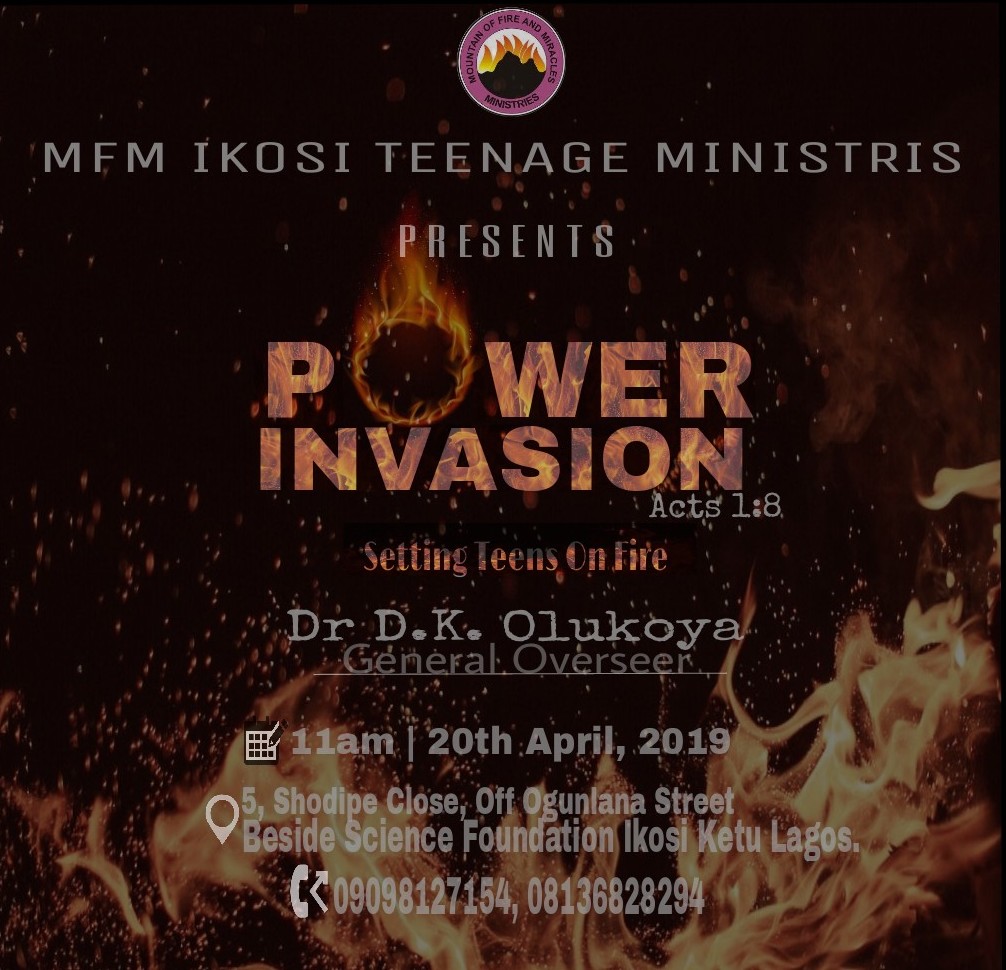 MOUNTAIN OF FIRE AND MIRACLES
MINISTRIES
MFM IKOSI TEENAGE MINISTRIS
PRESENTS
POWER
INVASION
Acts 1:8
Setting Teens On Fire
Dr D.K. Olukoya
General Overseer
11am | 20th April, 2019
5, Shodipe Close, Off Ogunlana Street
Beside Science Foundation Ikosi Ketu Lagos.
09098127154, 08136828294